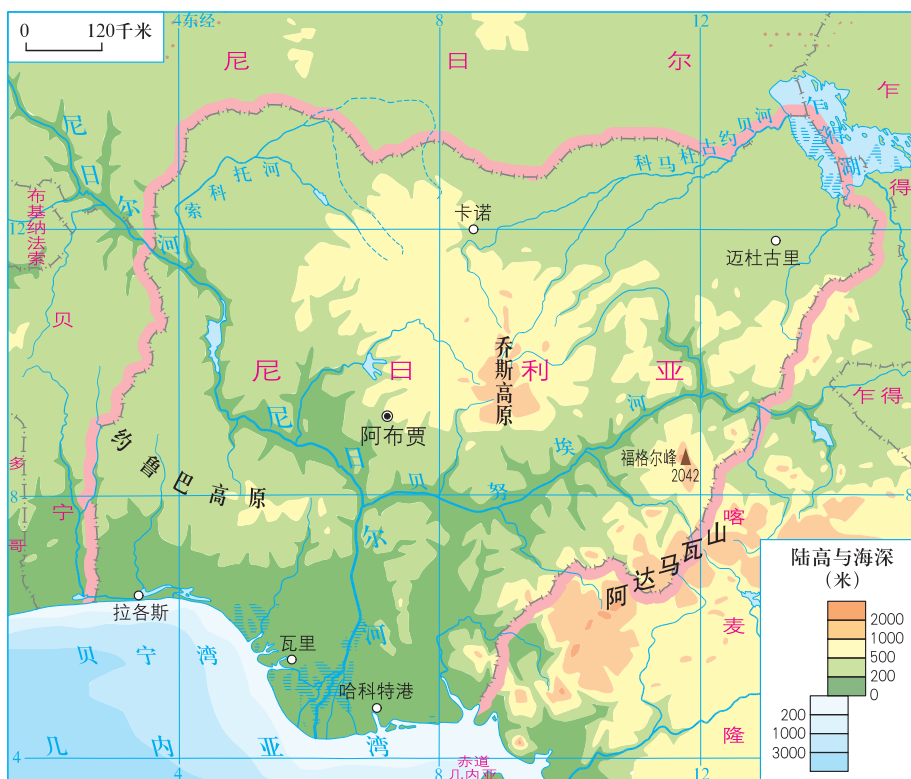 0 120千米
4东经
8
12
尼日尔
乍得
乍得湖
科马杜古约贝河
尼日尔河
索科托河
布基纳法索
12
卡诺
迈杜古里
贝宁
乔斯高原
尼日利亚
乍得
尼日尔河
阿布贾
约鲁巴高原
贝努埃河
福格尔峰
2042
多哥
8
8
喀麦隆
阿达马瓦山
拉各斯
贝宁湾
瓦里
哈科特港
几内亚湾
赤道
几内亚
4
4
8
12
陆高与海深
(米)
2000
1000
500
200
0
200
1000
3000